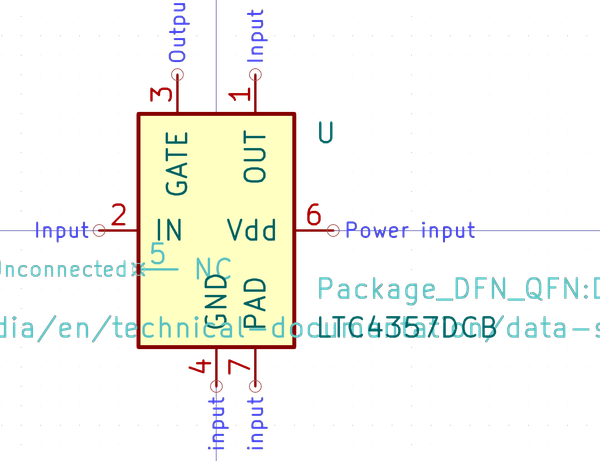 Outpu
Input
3
1
U
GATE
OUT
Input
2
IN
Vdd
6
Power input
Unconnected
5
NC
GND
PAD
Package_DFN_QFN:D
dia/en/technical-documentation/data-s
LTC4357DCB
4
7
input
input